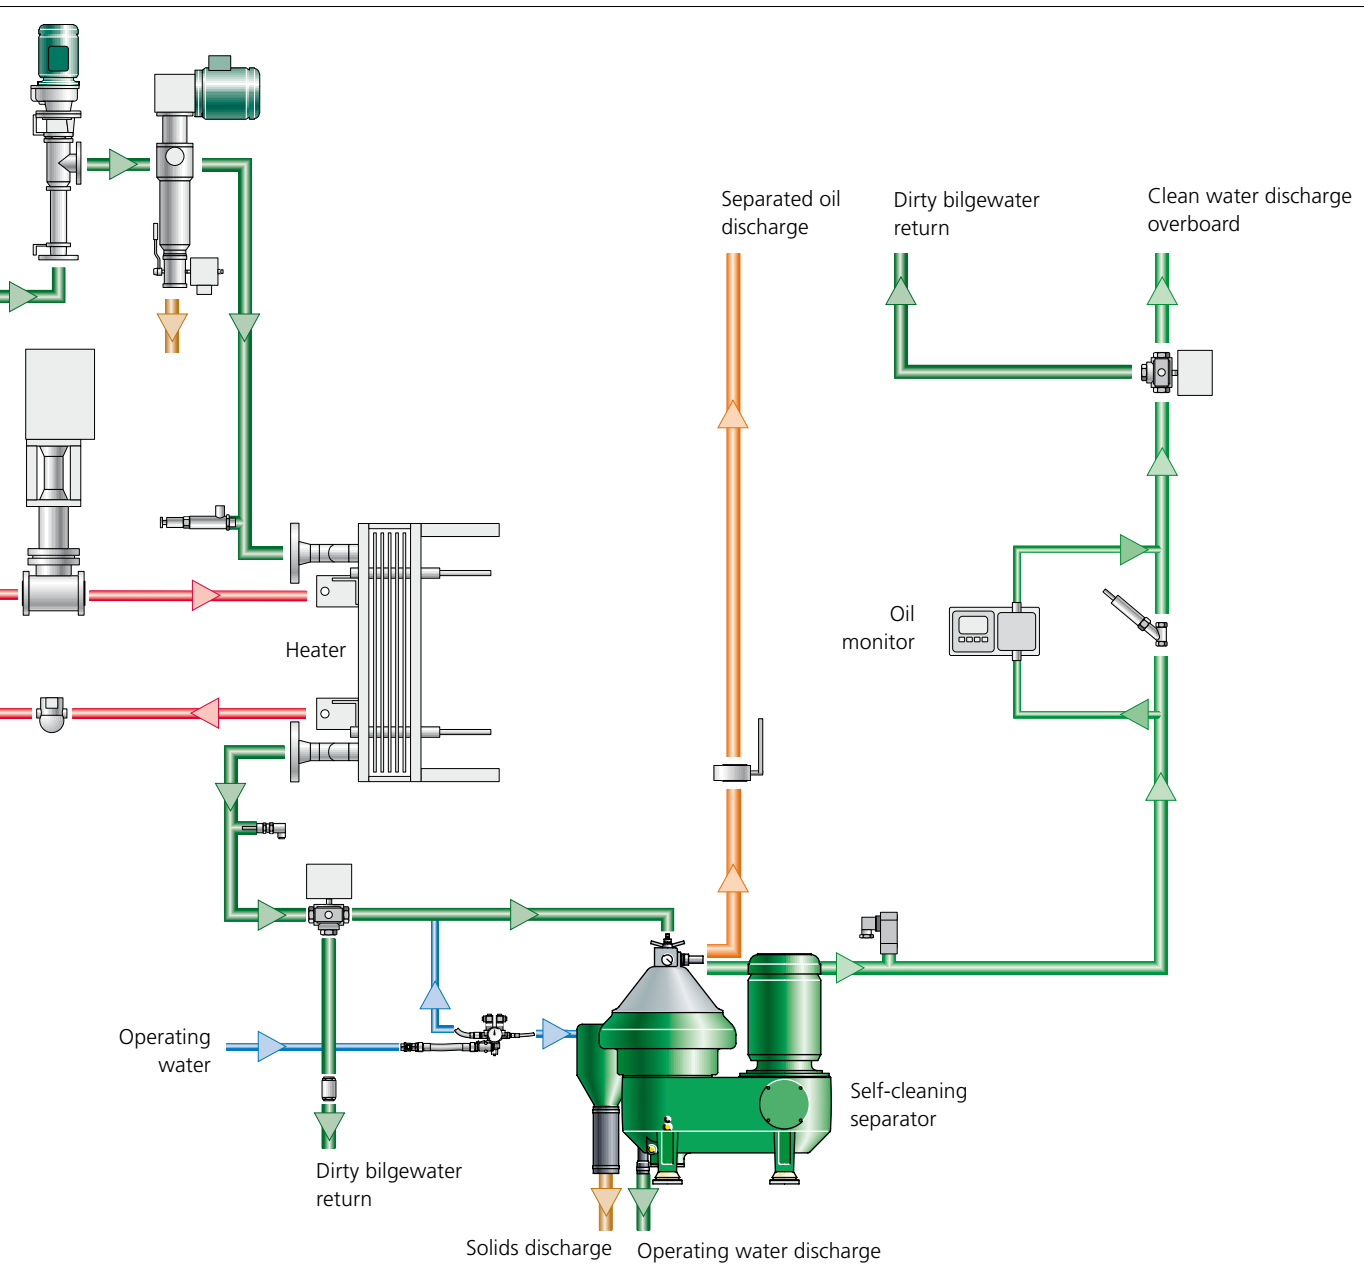 Separated oil
discharge
Dirty bilgewater
return
Clean water discharge
overboard
Oil
monitor
Heater
Operating
water
Self-cleaning
separator
Dirty bilgewater
return
Solids discharge
Operating water discharge